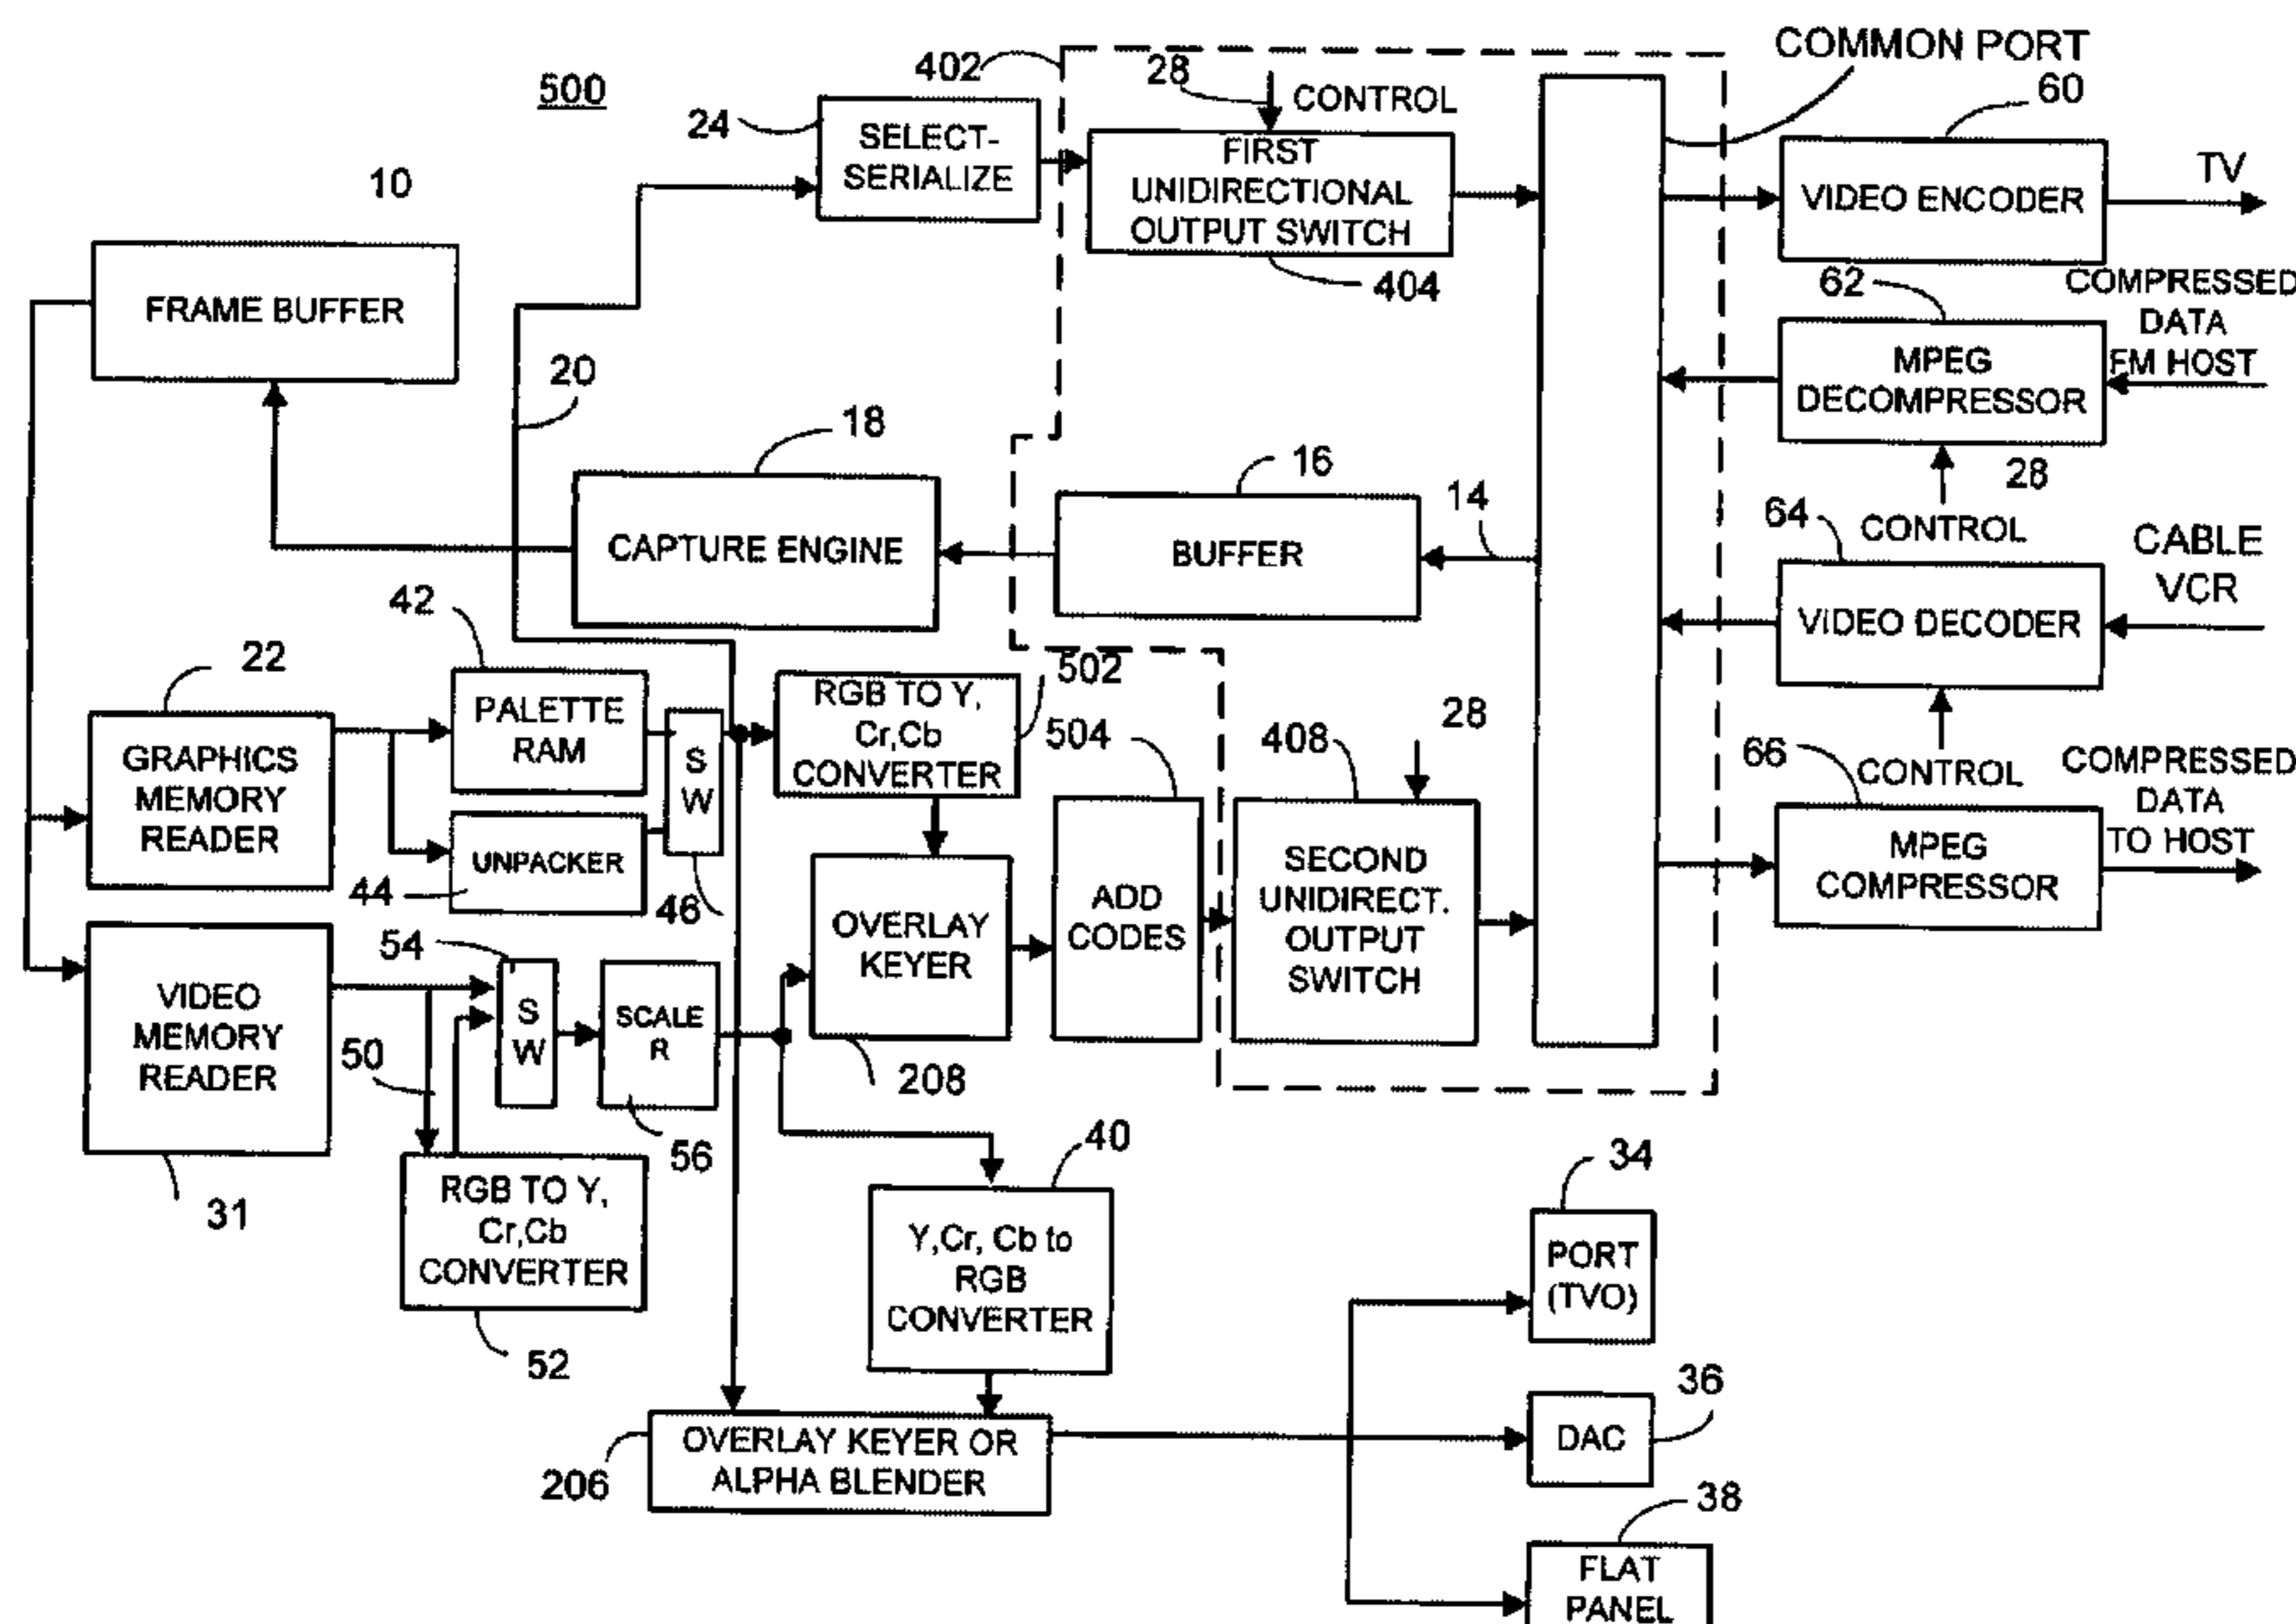 500
402
28
CONTROL
COMMON PORT
60
24
SELECT-
SERIALIZE
FIRST
UNIDIRECTIONAL
OUTPUT SWITCH
404
VIDEO ENCODER
TV
10
FRAME BUFFER
20
62
COMPRESSED
DATA
FM HOST
MPEG
DECOMPRESSOR
28
CONTROL
18
CAPTURE ENGINE
16
BUFFER
14
64
VIDEO DECODER
CABLE
VCR
CONTROL
42
22
PALETTE
RAM
S
W
46
RGB TO Y,
Cr,Cb
CONVERTER
502
504
GRAPHICS
MEMORY
READER
UNPACKER
44
408
28
66
COMPRESSED
DATA
TO HOST
MPEG
COMPRESSOR
OVERLAY
KEYER
208
ADD
CODES
SECOND
UNIDIRECT.
OUTPUT
SWITCH
VIDEO
MEMORY
READER
31
54
S
W
50
SCALE
R
56
RGB TO Y,
Cr,Cb
CONVERTER
52
40
Y,Cr, Cb to
RGB
CONVERTER
34
PORT
(TVO)
36
DAC
206
OVERLAY KEYER OR
ALPHA BLENDER
38
FLAT
PANEL